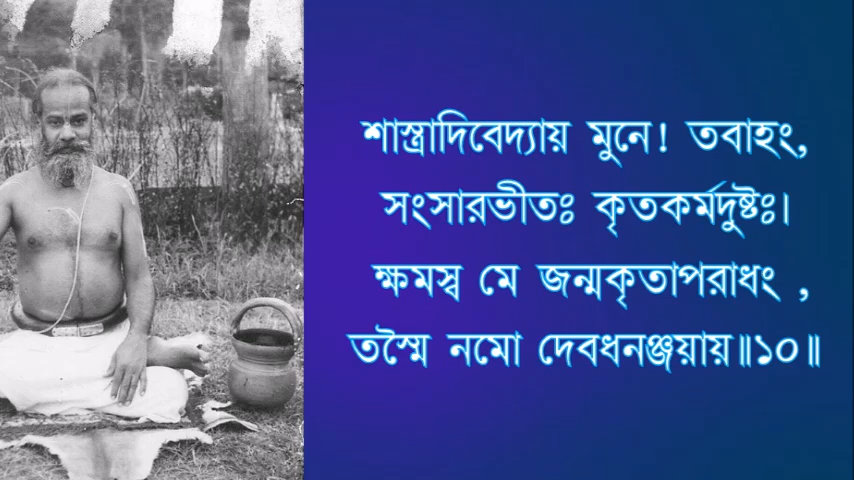 শাস্ত্রাদিবেদ্যায় মুনে! তবাহং,
সংসারভীতঃ কৃতকর্মদুষ্টঃ।
ক্ষমস্ব মে জন্মকৃতাপরাধং ,
তস্মৈ নমো দেবধনঞ্জয়ায়॥১০॥